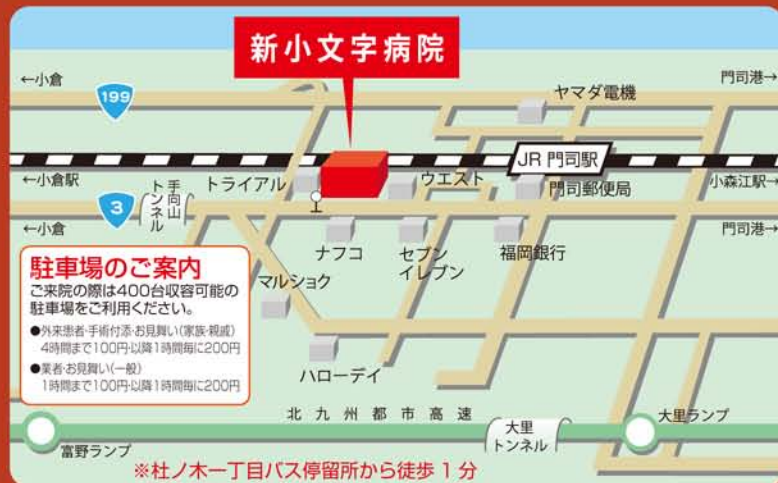 新小文字病院
←小倉
門司港→
199
ヤマダ電機
JR 門司駅
←小倉駅
トライアル
ウエスト
門司郵便局
小森江駅→
3
手向山
トンネル
←小倉
門司港→
ナフコ
セブン
イレブン
福岡銀行
マルショク
ハローデイ
駐車場のご案内
ご来院の際は400台収容可能の
駐車場をご利用ください。
●外来患者・手術付添・お見舞い(家族・親戚)
4時間まで100円・以降1時間毎に200円
●業者・お見舞い(一般)
1時間まで100円・以降1時間毎に200円
北九州都市高速
大里
トンネル
大里ランプ
富野ランプ
※杜ノ木一丁目バス停留所から徒歩 1 分